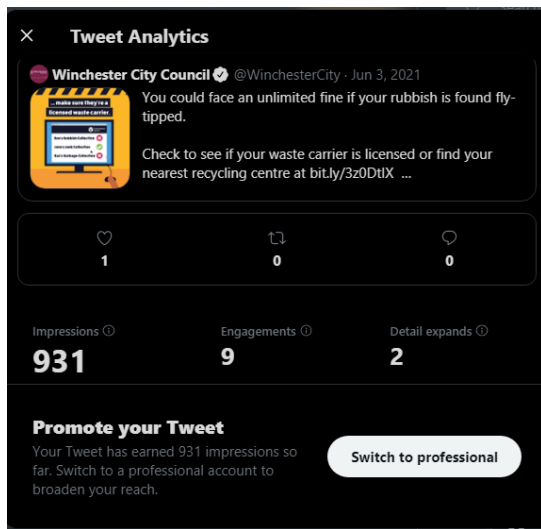 Tweet Analytics
Winchester City Council @WinchesterCity · Jun 3, 2021
... make sure they're a
licensed waste carrier.
You could face an unlimited fine if your rubbish is found fly-
tipped.
Check to see if your waste carrier is licensed or find your
nearest recycling centre at bit.ly/3z0DtlX ...
1
0
0
Impressions
Engagements
Detail expands
931
9
2
Promote your Tweet
Your Tweet has earned 931 impressions so
far. Switch to a professional account to
broaden your reach.
Switch to professional